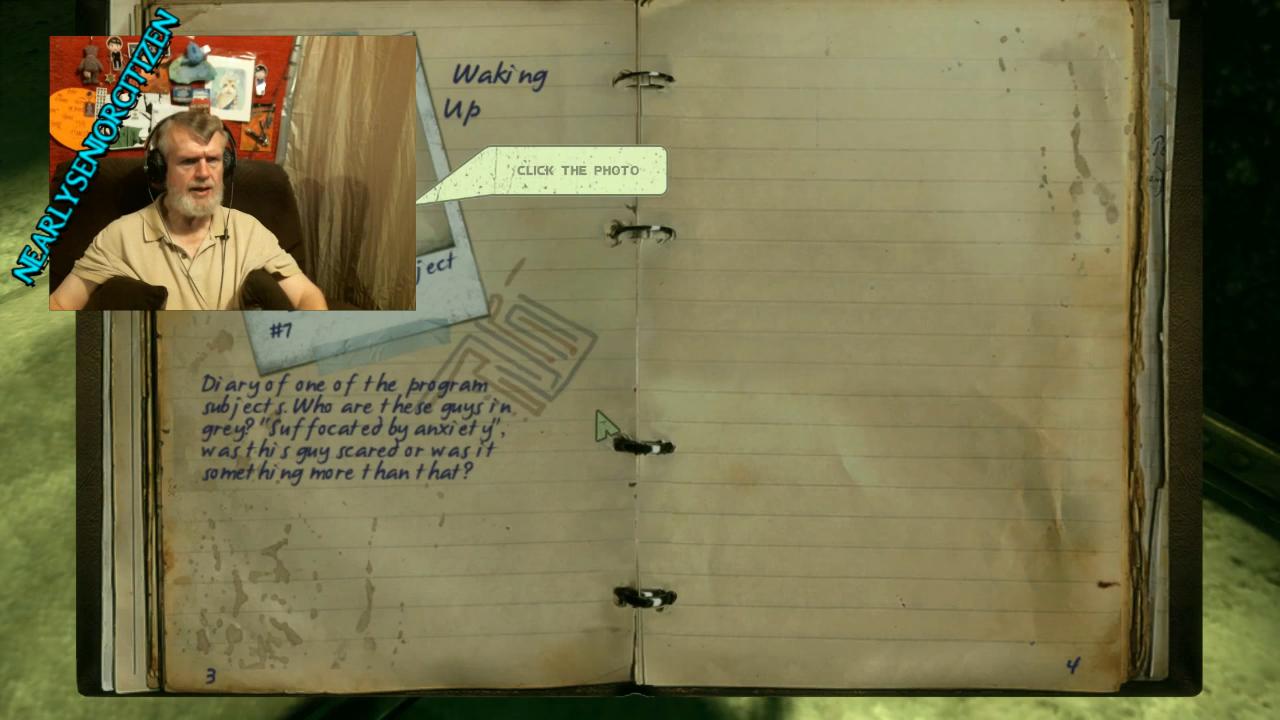 NEARLYSENIORCITIZEN
Waking
Up
CLICK THE PHOTO
ject
#7
Diary of one of the program
subjects. Who are these guys in
grey? "Suffocated by anxiety",
was this guy scared or was it
something more than that?
3
4